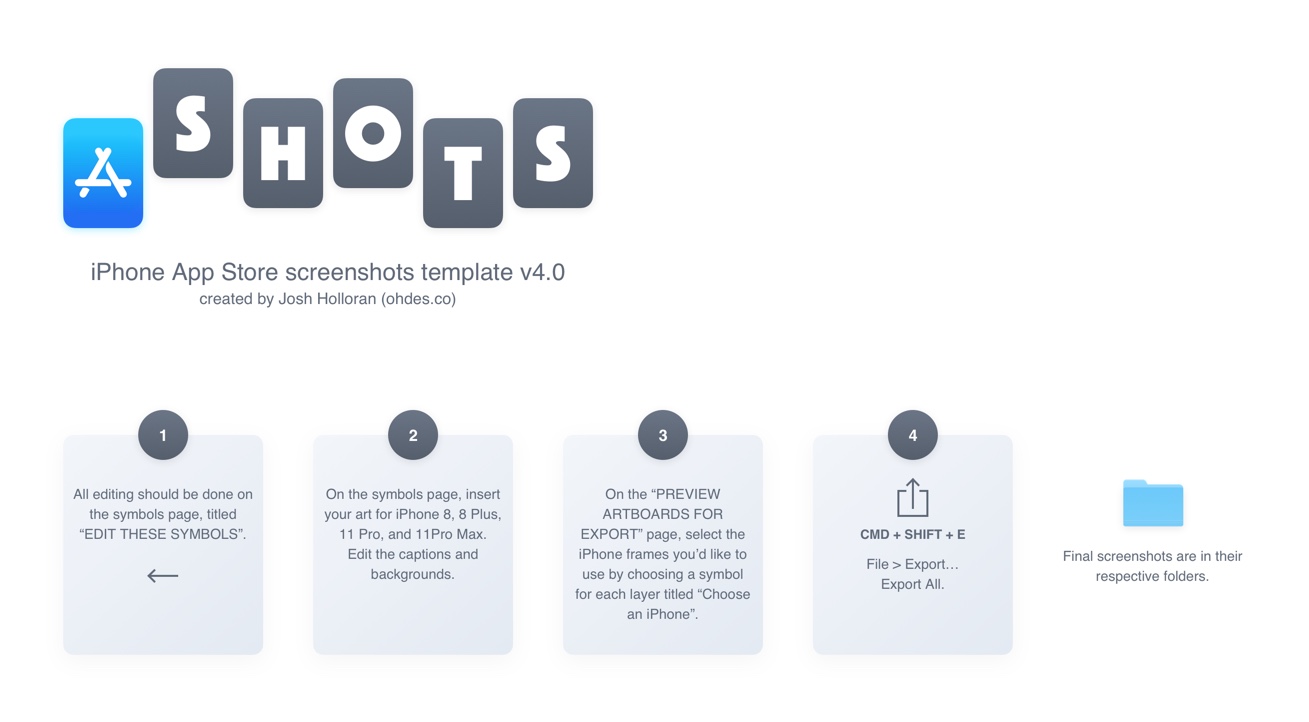 SHOTS
iPhone App Store screenshots template v4.0
created by Josh Holloran (ohdes.co)
1
All editing should be done on
the symbols page, titled
“EDIT THESE SYMBOLS”.
2
On the symbols page, insert
your art for iPhone 8, 8 Plus,
11 Pro, and 11Pro Max.
Edit the captions and
backgrounds.
3
On the “PREVIEW
ARTBOARDS FOR
EXPORT” page, select the
iPhone frames you’d like to
use by choosing a symbol
for each layer titled “Choose
an iPhone”.
4
CMD + SHIFT + E
File > Export…
Export All.
Final screenshots are in their
respective folders.